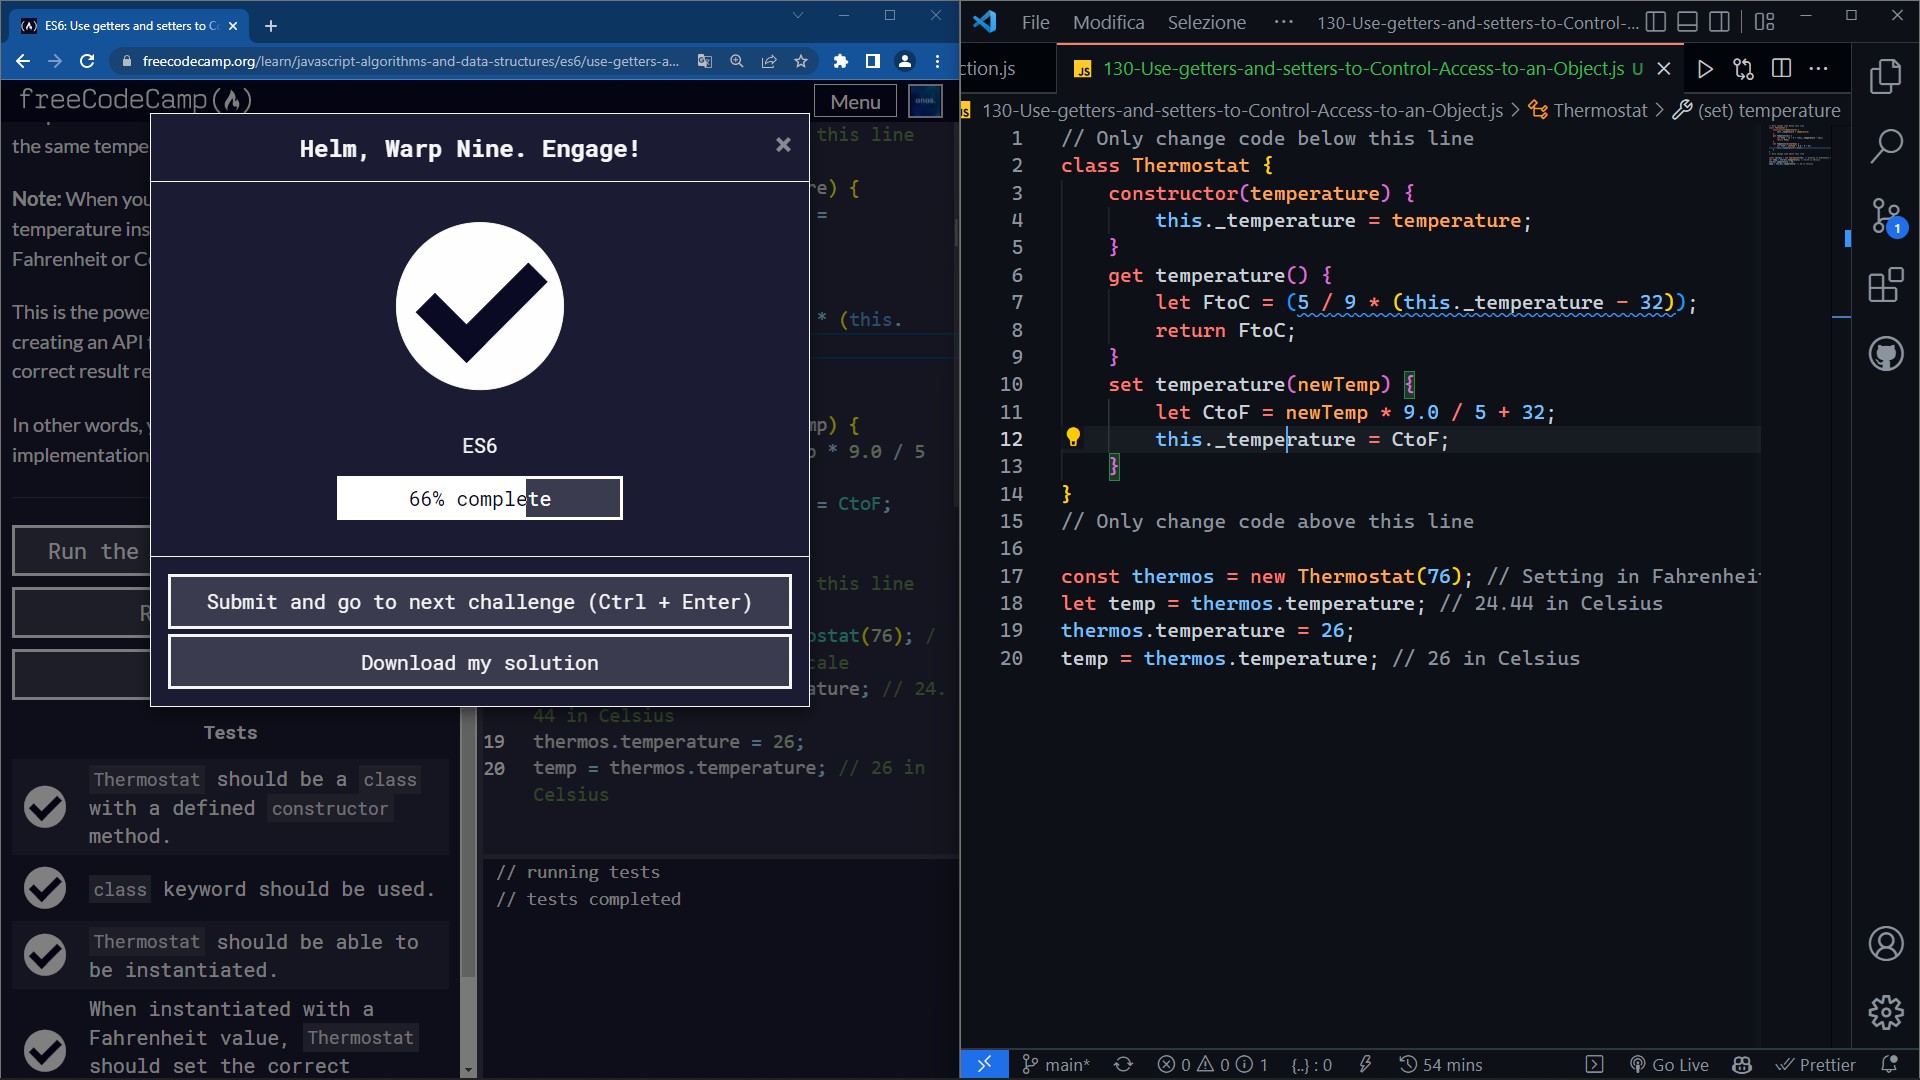 ES6: Use getters and setters to C
freecodecamp.org/learn/javascript-algorithms-and-data-structures/es6/use-getters-a...
freeCodeCamp
Menu
the same tempe
Note: When you
temperature ins
Fahrenheit or C
This is the powe
creating an API
correct result re
In other words,
implementation
Run the
R
Helm, Warp Nine. Engage!
×
ES6
66% complete
Submit and go to next challenge (Ctrl + Enter)
Download my solution
this line
re) {
=
* (this.
mp) {
p * 9.0 / 5
= CtoF;
this line
ostat(76); /
cale
ature; // 24.
44 in Celsius
19 thermos.temperature = 26;
20 temp = thermos.temperature; // 26 in
Celsius
Tests
Thermostat should be a class
with a defined constructor
method.
class keyword should be used.
Thermostat should be able to
be instantiated.
When instantiated with a
Fahrenheit value, Thermostat
should set the correct
// running tests
// tests completed
File Modifica Selezione ··· 130-Use-getters-and-setters-to-Control-...
ction.js
JS 130-Use-getters-and-setters-to-Control-Access-to-an-Object.js U
JS 130-Use-getters-and-setters-to-Control-Access-to-an-Object.js > Thermostat > (set) temperature
1 // Only change code below this line
2 class Thermostat {
3 constructor(temperature) {
4 this._temperature = temperature;
5 }
6 get temperature() {
7 let FtoC = (5 / 9 * (this._temperature - 32));
8 return FtoC;
9 }
10 set temperature(newTemp) {
11 let CtoF = newTemp * 9.0 / 5 + 32;
12 this._temperature = CtoF;
13 }
14 }
15 // Only change code above this line
16
17 const thermos = new Thermostat(76); // Setting in Fahrenhei
18 let temp = thermos.temperature; // 24.44 in Celsius
19 thermos.temperature = 26;
20 temp = thermos.temperature; // 26 in Celsius
1
main* 0 0 1 {..} : 0 54 mins Go Live Prettier